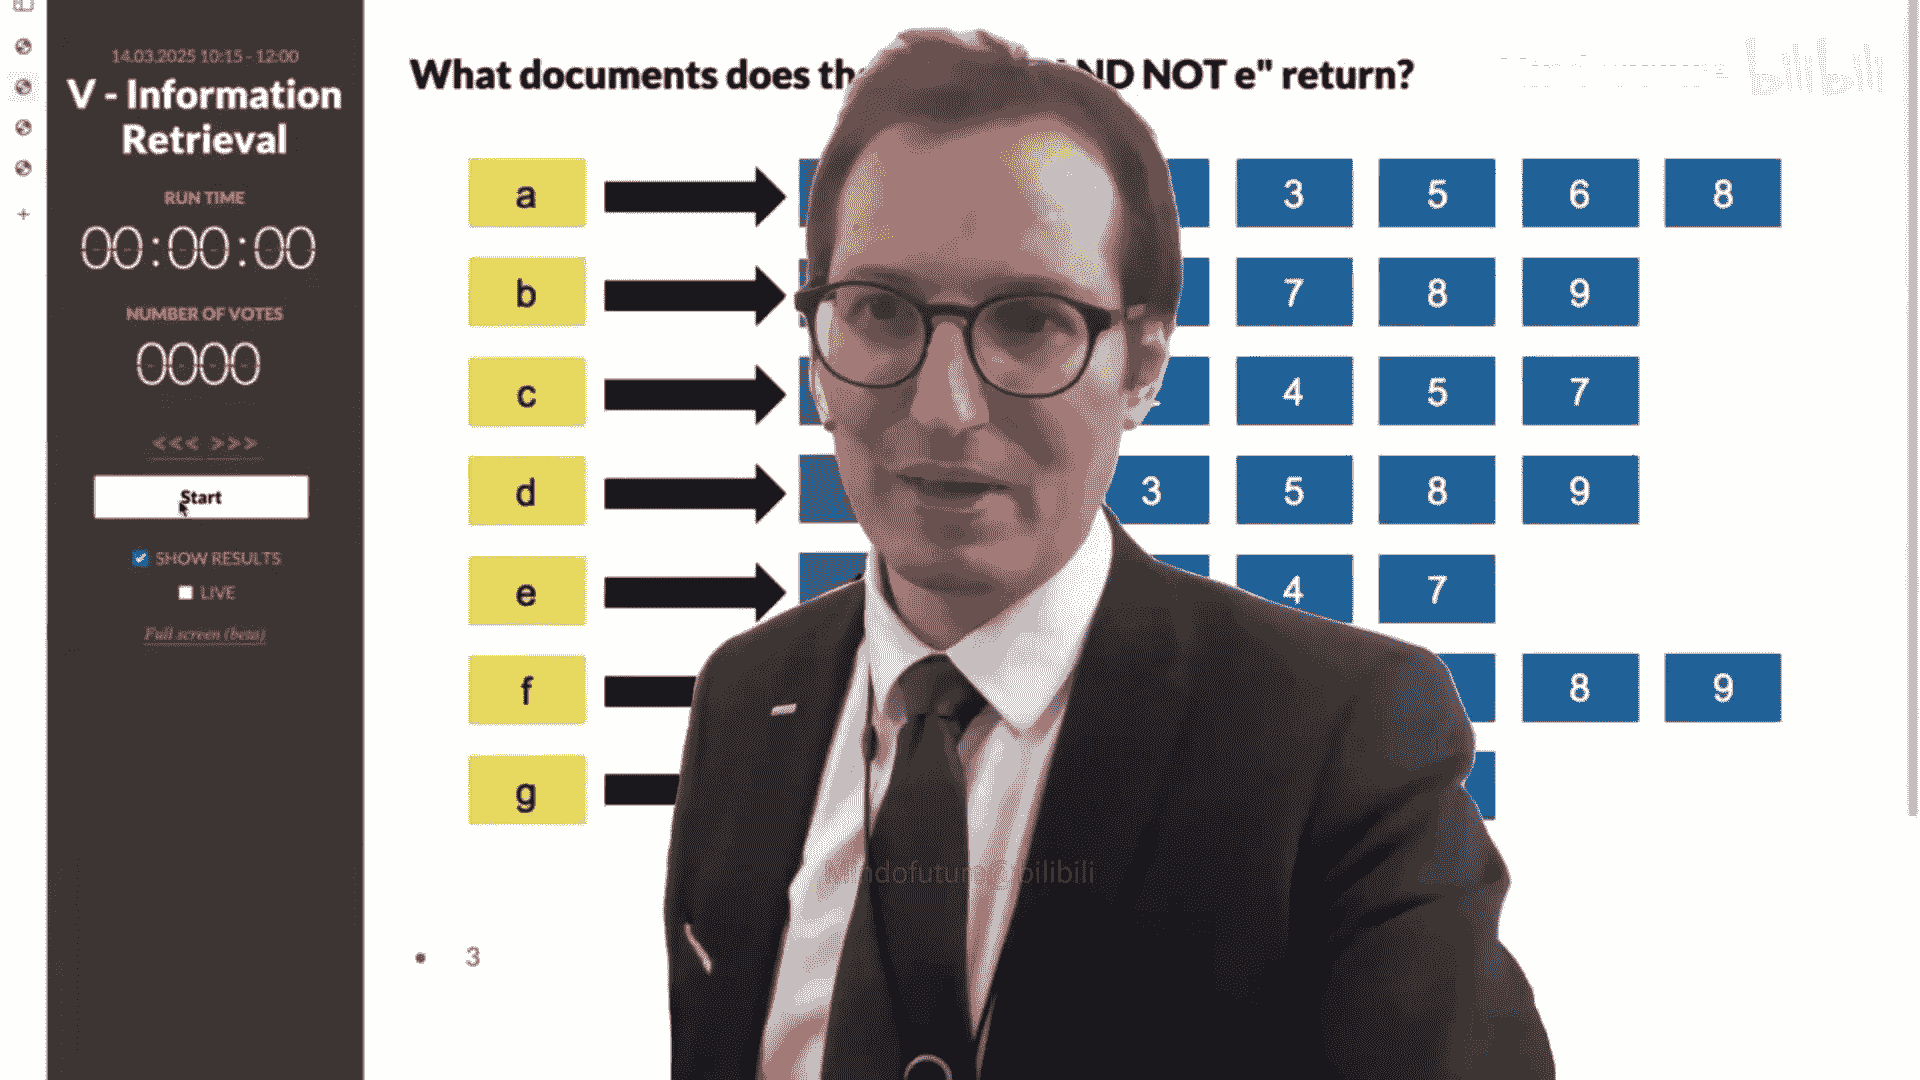 14.03.2025 10:15 - 12:00
V - Information
Retrieval
RUN TIME
00:00:00
NUMBER OF VOTES
0000
<<< >>>
Start
SHOW RESULTS
LIVE
Full screen (beta)
What documents does ND NOT e" return?
bilibili
a 3 5 6 8
b 7 8 9
c 4 5 7
d 3 5 8 9
e 4 7
f 8 9
g
Mindofuture@bilibili
• 3